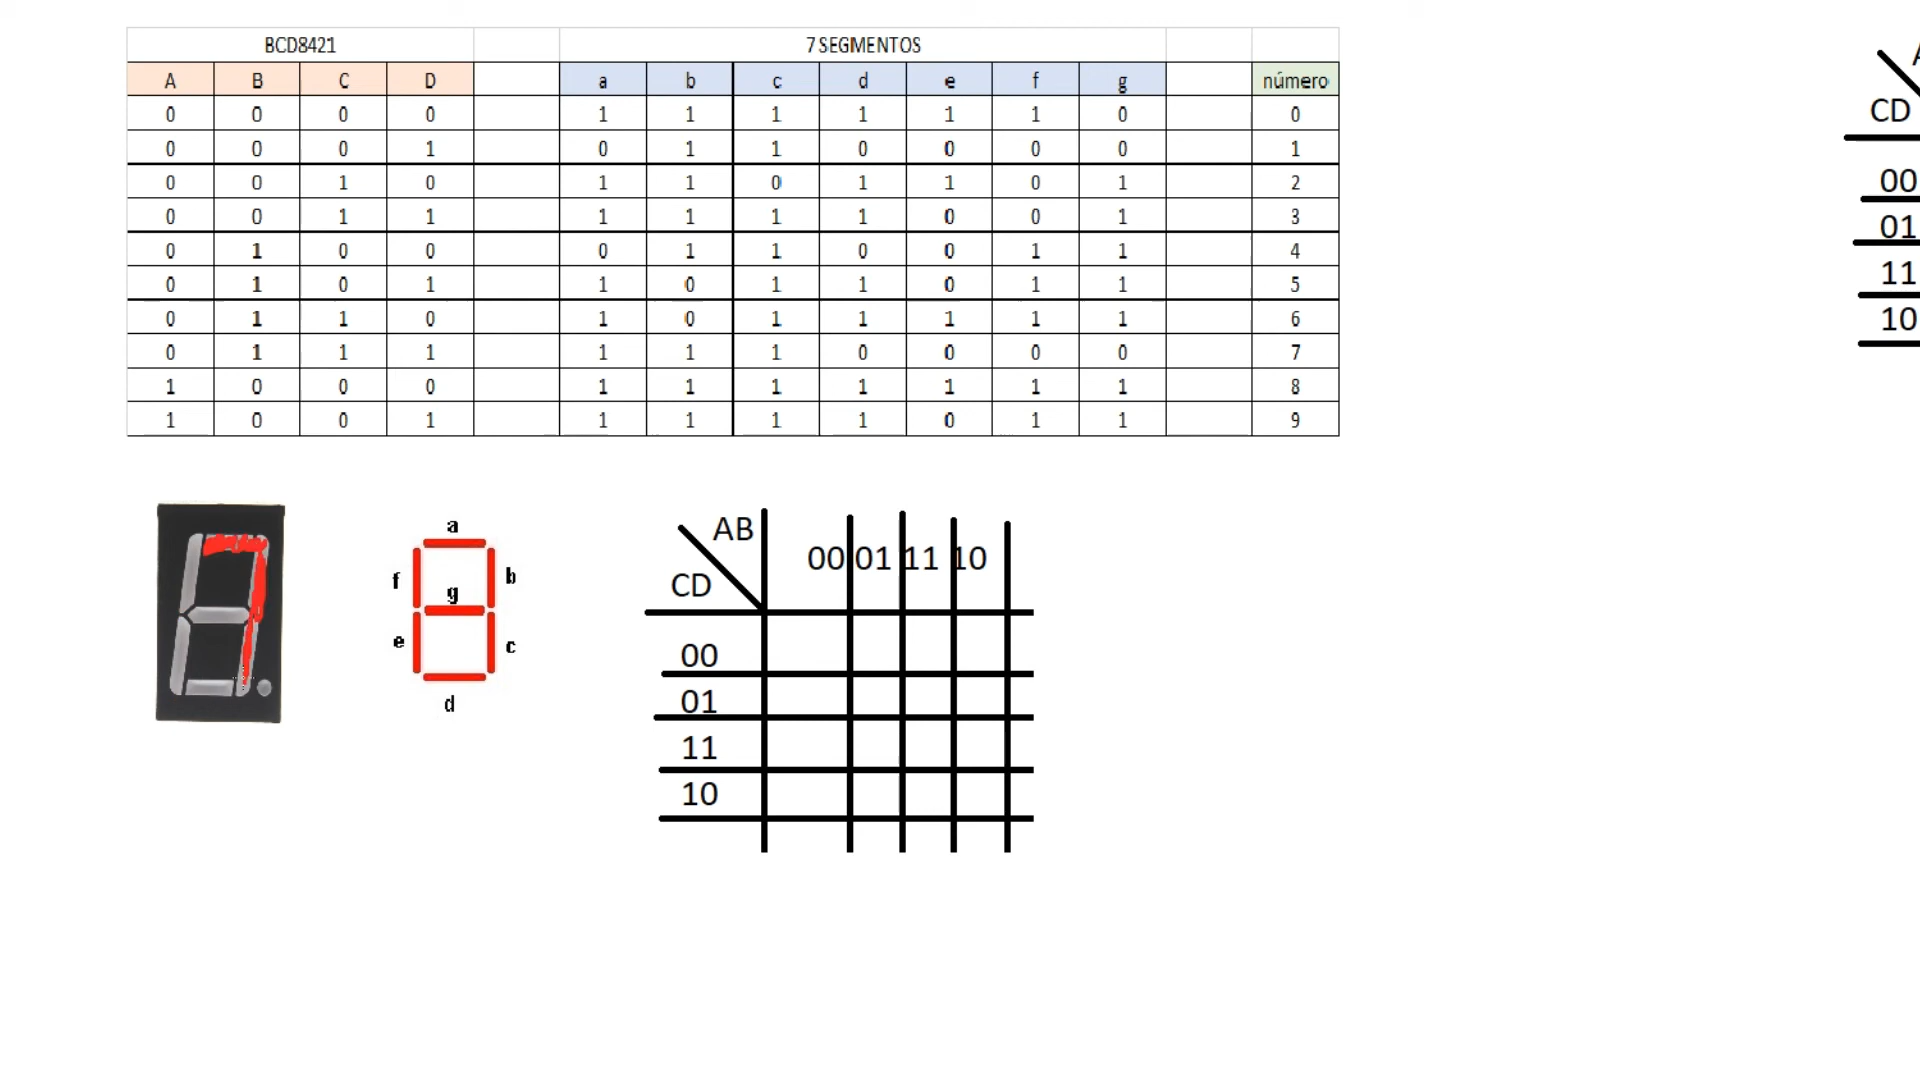 BCD8421 7 SEGMENTOS
A B C D a b c d e f g número
0 0 0 0 1 1 1 1 1 1 0 0
0 0 0 1 0 1 1 0 0 0 0 1
0 0 1 0 1 1 0 1 1 0 1 2
0 0 1 1 1 1 1 1 0 0 1 3
0 1 0 0 0 1 1 0 0 1 1 4
0 1 0 1 1 0 1 1 0 1 1 5
0 1 1 0 1 0 1 1 1 1 1 6
0 1 1 1 1 1 1 0 0 0 0 7
1 0 0 0 1 1 1 1 1 1 1 8
1 0 0 1 1 1 1 1 0 1 1 9
CD
00
01
11
10
a
f b
g
e c
d
AB
00 01 11 10
CD
00
01
11
10